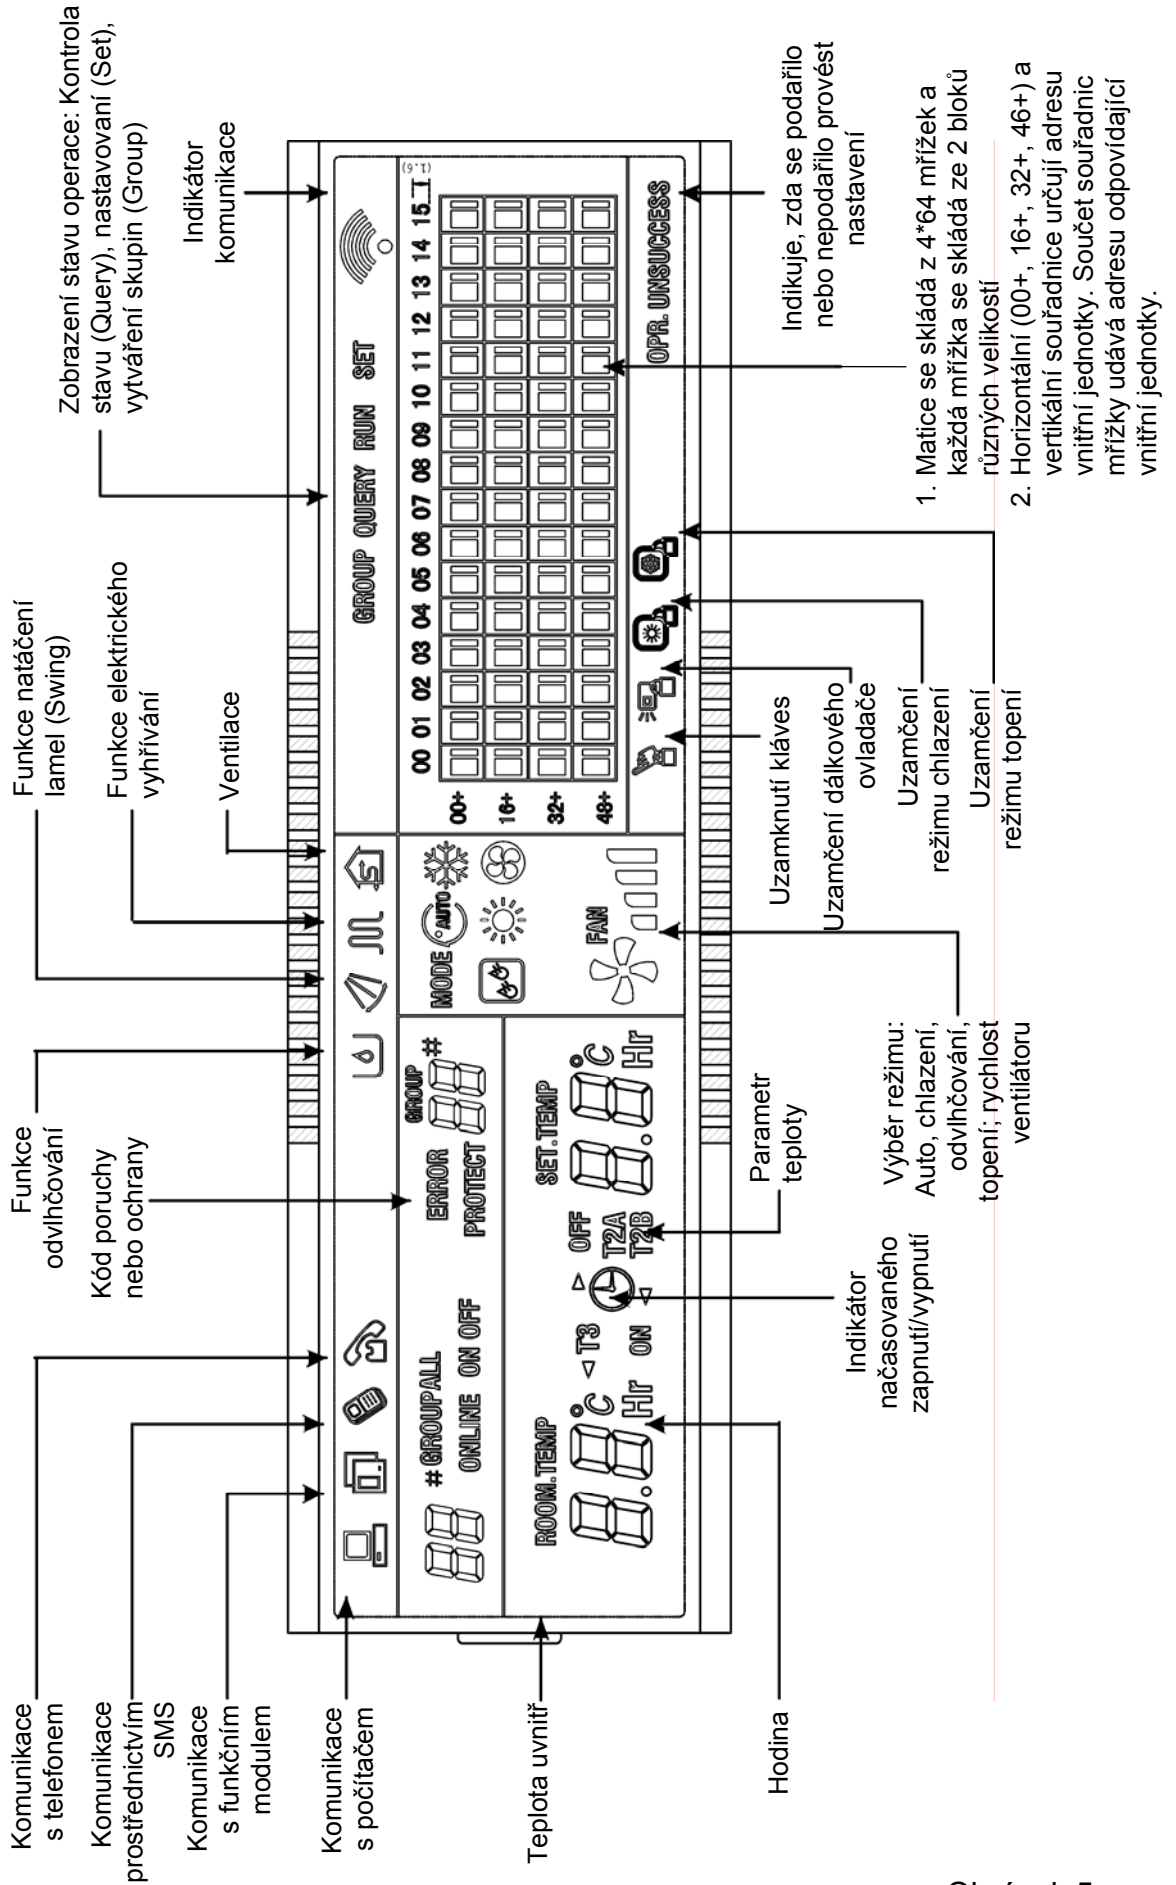 Komunikace
s telefonem
Komunikace
prostřednictvím
SMS
Komunikace
s funkčním
modulem
Komunikace
s počítačem
Teplota uvnitř
Hodina
Funkce
odvlhčování
Kód poruchy
nebo ochrany
Funkce natáčení
lamel (Swing)
Funkce elektrického
vyhřívání
Ventilace
Zobrazení stavu operace: Kontrola
stavu (Query), nastavovaní (Set),
vytváření skupin (Group)
Indikátor
komunikace
# GROUP ALL
ONLINE ON OFF
ERROR
PROTECT
GROUP
#
ROOM.TEMP
°C
Hr
T3
ON
OFF
T2A
T2B
SET.TEMP
°C
Hr
MODE
AUTO
FAN
GROUP QUERY RUN SET
00 01 02 03 04 05 06 07 08 09 10 11 12 13 14 15
(1.6)
00+
16+
32+
48+
OPR. UNSUCCESS
Indikátor
načasovaného
zapnutí/vypnutí
Parametr
teploty
Výběr režimu:
Auto, chlazení,
odvlhčování,
topení; rychlost
ventilátoru
Uzamknutí kláves
Uzamčení dálkového
ovladače
Uzamčení
režimu chlazení
Uzamčení
režimu topení
Indikuje, zda se podařilo
nebo nepodařilo provést
nastavení
1. Matice se skládá z 4*64 mřížek a
každá mřížka se skládá ze 2 bloků
různých velikostí
2. Horizontální (00+, 16+, 32+, 46+) a
vertikální souřadnice určují adresu
vnitřní jednotky. Součet souřadnic
mřížky udává adresu odpovídající
vnitřní jednotky.